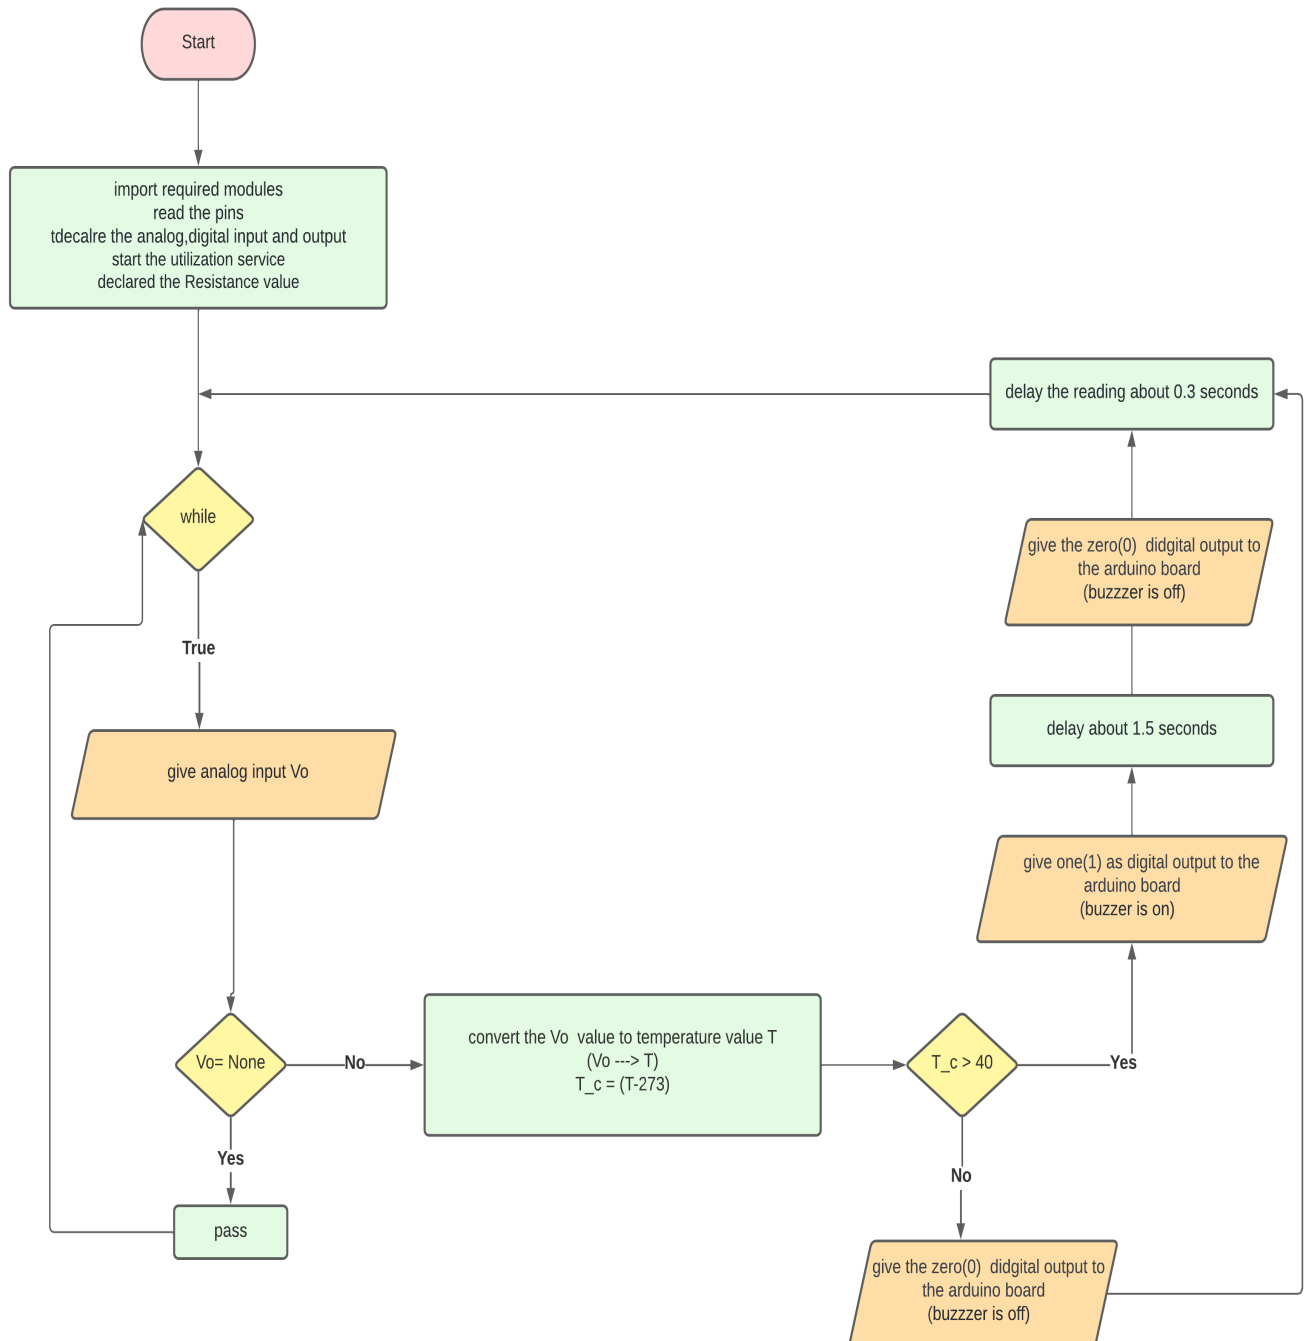 Start
import required modules
read the pins
tdecalre the analog,digital input and output
start the utilization service
declared the Resistance value
delay the reading about 0.3 seconds
while
give the zero(0)  didgital output to
the arduino board
(buzzzer is off)
True
delay about 1.5 seconds
give analog input Vo
give one(1) as digital output to the
arduino board
(buzzer is on)
convert the Vo  value to temperature value T
(Vo ---> T)
T_c = (T-273)
Vo= None
No
T_c > 40
Yes
Yes
No
pass
give the zero(0)  didgital output to
the arduino board
(buzzzer is off)